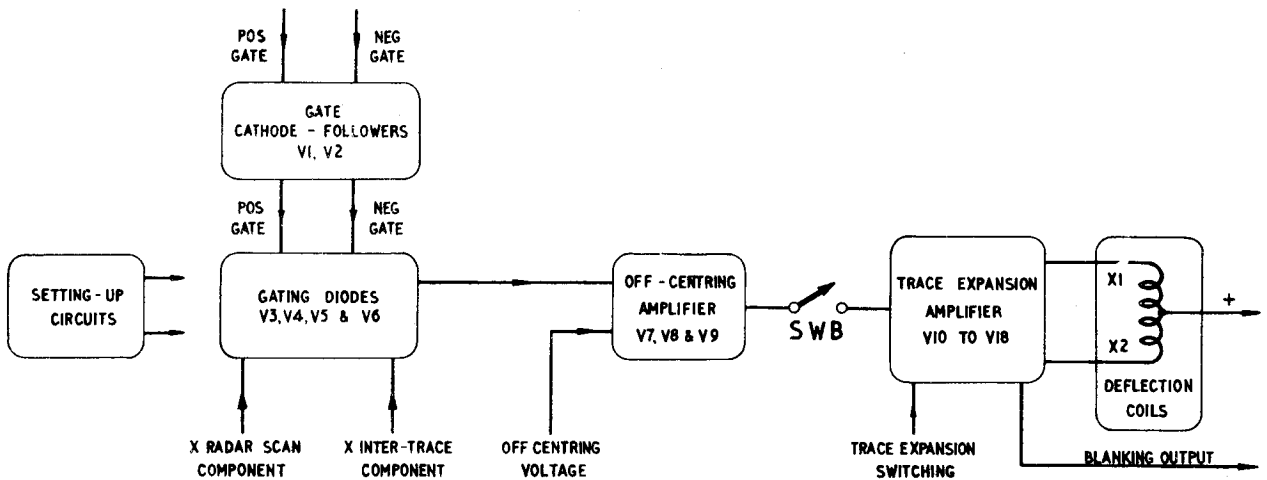 POS
GATE
NEG
GATE
GATE
CATHODE - FOLLOWERS
V1, V2
POS
GATE
NEG
GATE
SETTING - UP
CIRCUITS
GATING DIODES
V3, V4, V5 & V6
OFF - CENTRING
AMPLIFIER
V7, V8 & V9
SWB
TRACE EXPANSION
AMPLIFIER
V10 TO V18
X1
X2
+
DEFLECTION
COILS
X RADAR SCAN
COMPONENT
X INTER-TRACE
COMPONENT
OFF CENTRING
VOLTAGE
TRACE EXPANSION
SWITCHING
BLANKING OUTPUT